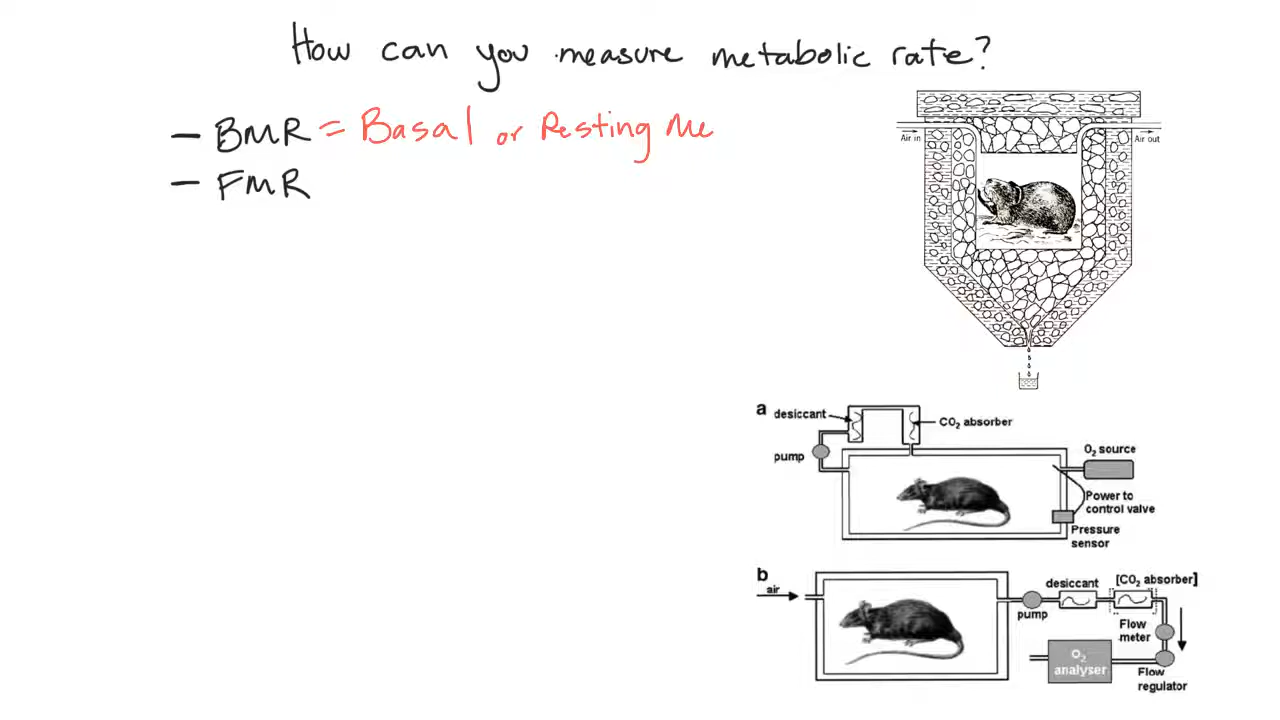 How can you measure metabolic rate?
– BMR = Basal or Resting Me
– FMR
Air in
Air out
a
desiccant
CO₂ absorber
pump
O₂ source
Power to
control valve
Pressure
sensor
b
air
desiccant
[CO₂ absorber]
pump
Flow
meter
O₂
analyser
Flow
regulator